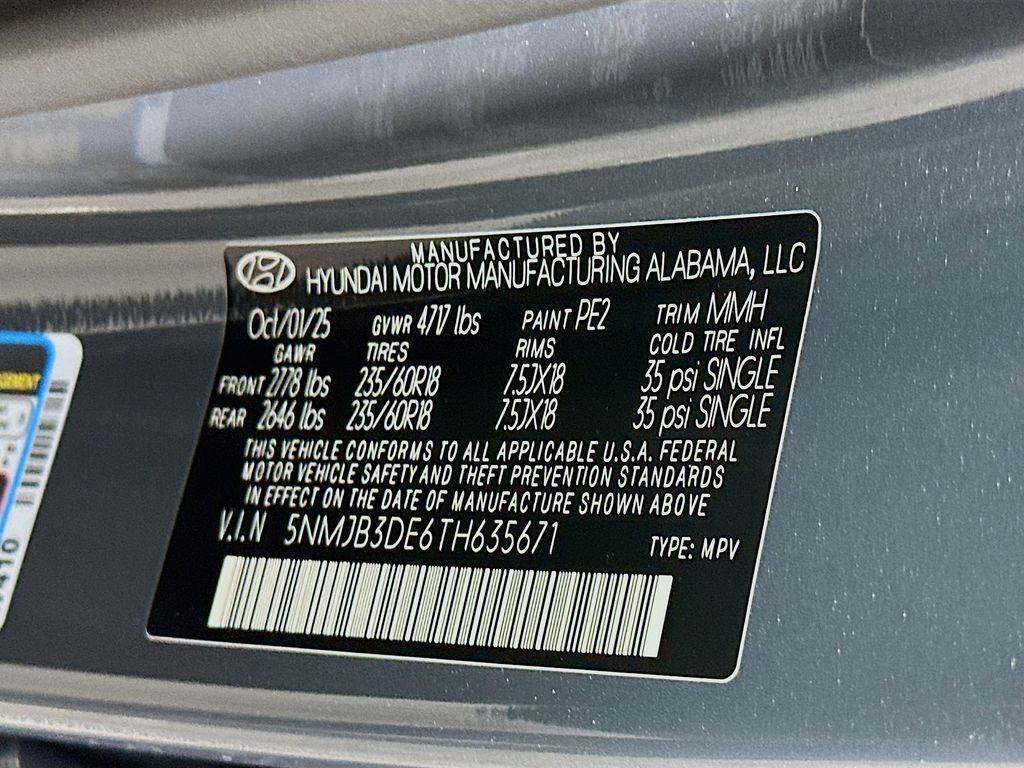 MANUFACTURED BY
HYUNDAI MOTOR MANUFACTURING ALABAMA, LLC
Oct/01/25 GVWR 4717 lbs PAINT PE2 TRIM MMH
GAWR TIRES RIMS COLD TIRE INFL
FRONT 2778 lbs 235/60R18 7.5JX18 35 psi SINGLE
REAR 2646 lbs 235/60R18 7.5JX18 35 psi SINGLE
THIS VEHICLE CONFORMS TO ALL APPLICABLE U.S.A. FEDERAL
MOTOR VEHICLE SAFETY AND THEFT PREVENTION STANDARDS
IN EFFECT ON THE DATE OF MANUFACTURE SHOWN ABOVE
V.I.N 5NMJB3DE6TH635671 TYPE: MPV